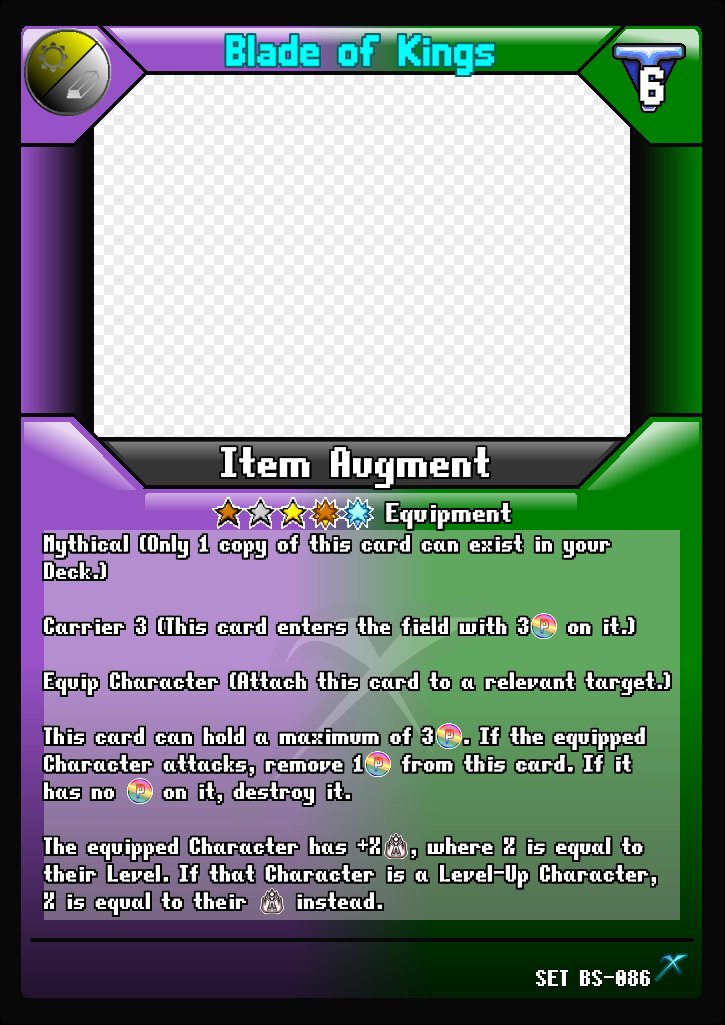 Blade of Kings
6
Item Augment
Equipment
Mythical (Only 1 copy of this card can exist in your
Deck.)
Carrier 3 (This card enters the field with 3 P on it.)
Equip Character (Attach this card to a relevant target.)
This card can hold a maximum of 3 P. If the equipped
Character attacks, remove 1 P from this card. If it
has no P on it, destroy it.
The equipped Character has +X, where X is equal to
their Level. If that Character is a Level-Up Character,
X is equal to their instead.
SET BS-086